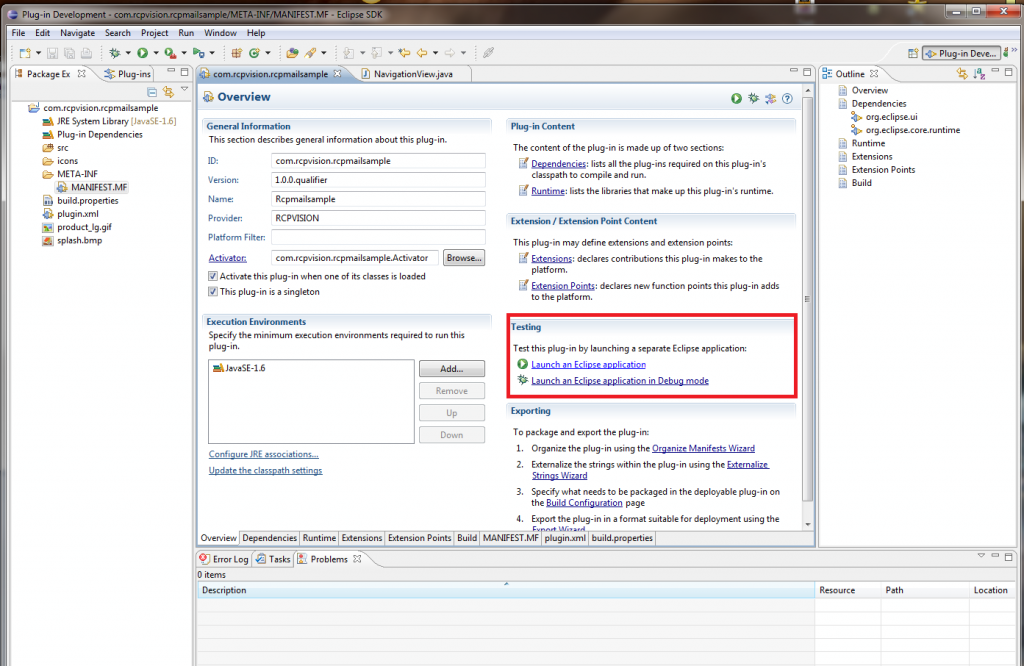 Plug-in Development - com.rcpvision.rcpmailsample/META-INF/MANIFEST.MF - Eclipse SDK
File Edit Navigate Search Project Run Window Help
Plug-in Deve...
Package Ex
Plug-ins
com.rcpvision.rcpmailsample
JRE System Library [JavaSE-1.6]
Plug-in Dependencies
src
icons
META-INF
MANIFEST.MF
build.properties
plugin.xml
product_lg.gif
splash.bmp
com.rcpvision.rcpmailsample
NavigationView.java
Overview
General Information
This section describes general information about this plug-in.
ID: com.rcpvision.rcpmailsample
Version: 1.0.0.qualifier
Name: Rcpmailsample
Provider: RCPVISION
Platform Filter:
Activator: com.rcpvision.rcpmailsample.Activator Browse...
Activate this plug-in when one of its classes is loaded
This plug-in is a singleton
Execution Environments
Specify the minimum execution environments required to run this
plug-in.
JavaSE-1.6
Add...
Remove
Up
Down
Configure JRE associations...
Update the classpath settings
Plug-in Content
The content of the plug-in is made up of two sections:
Dependencies: lists all the plug-ins required on this plug-in's
classpath to compile and run.
Runtime: lists the libraries that make up this plug-in's runtime.
Extension / Extension Point Content
This plug-in may define extensions and extension points:
Extensions: declares contributions this plug-in makes to the
platform.
Extension Points: declares new function points this plug-in adds
to the platform.
Testing
Test this plug-in by launching a separate Eclipse application:
Launch an Eclipse application
Launch an Eclipse application in Debug mode
Exporting
To package and export the plug-in:
1. Organize the plug-in using the Organize Manifests Wizard
2. Externalize the strings within the plug-in using the Externalize
Strings Wizard
3. Specify what needs to be packaged in the deployable plug-in on
the Build Configuration page
4. Export the plug-in in a format suitable for deployment using the
Export Wizard
Overview Dependencies Runtime Extensions Extension Points Build MANIFEST.MF plugin.xml build.properties
Outline
Overview
Dependencies
org.eclipse.ui
org.eclipse.core.runtime
Runtime
Extensions
Extension Points
Build
Error Log Tasks Problems
0 items
Description Resource Path Location